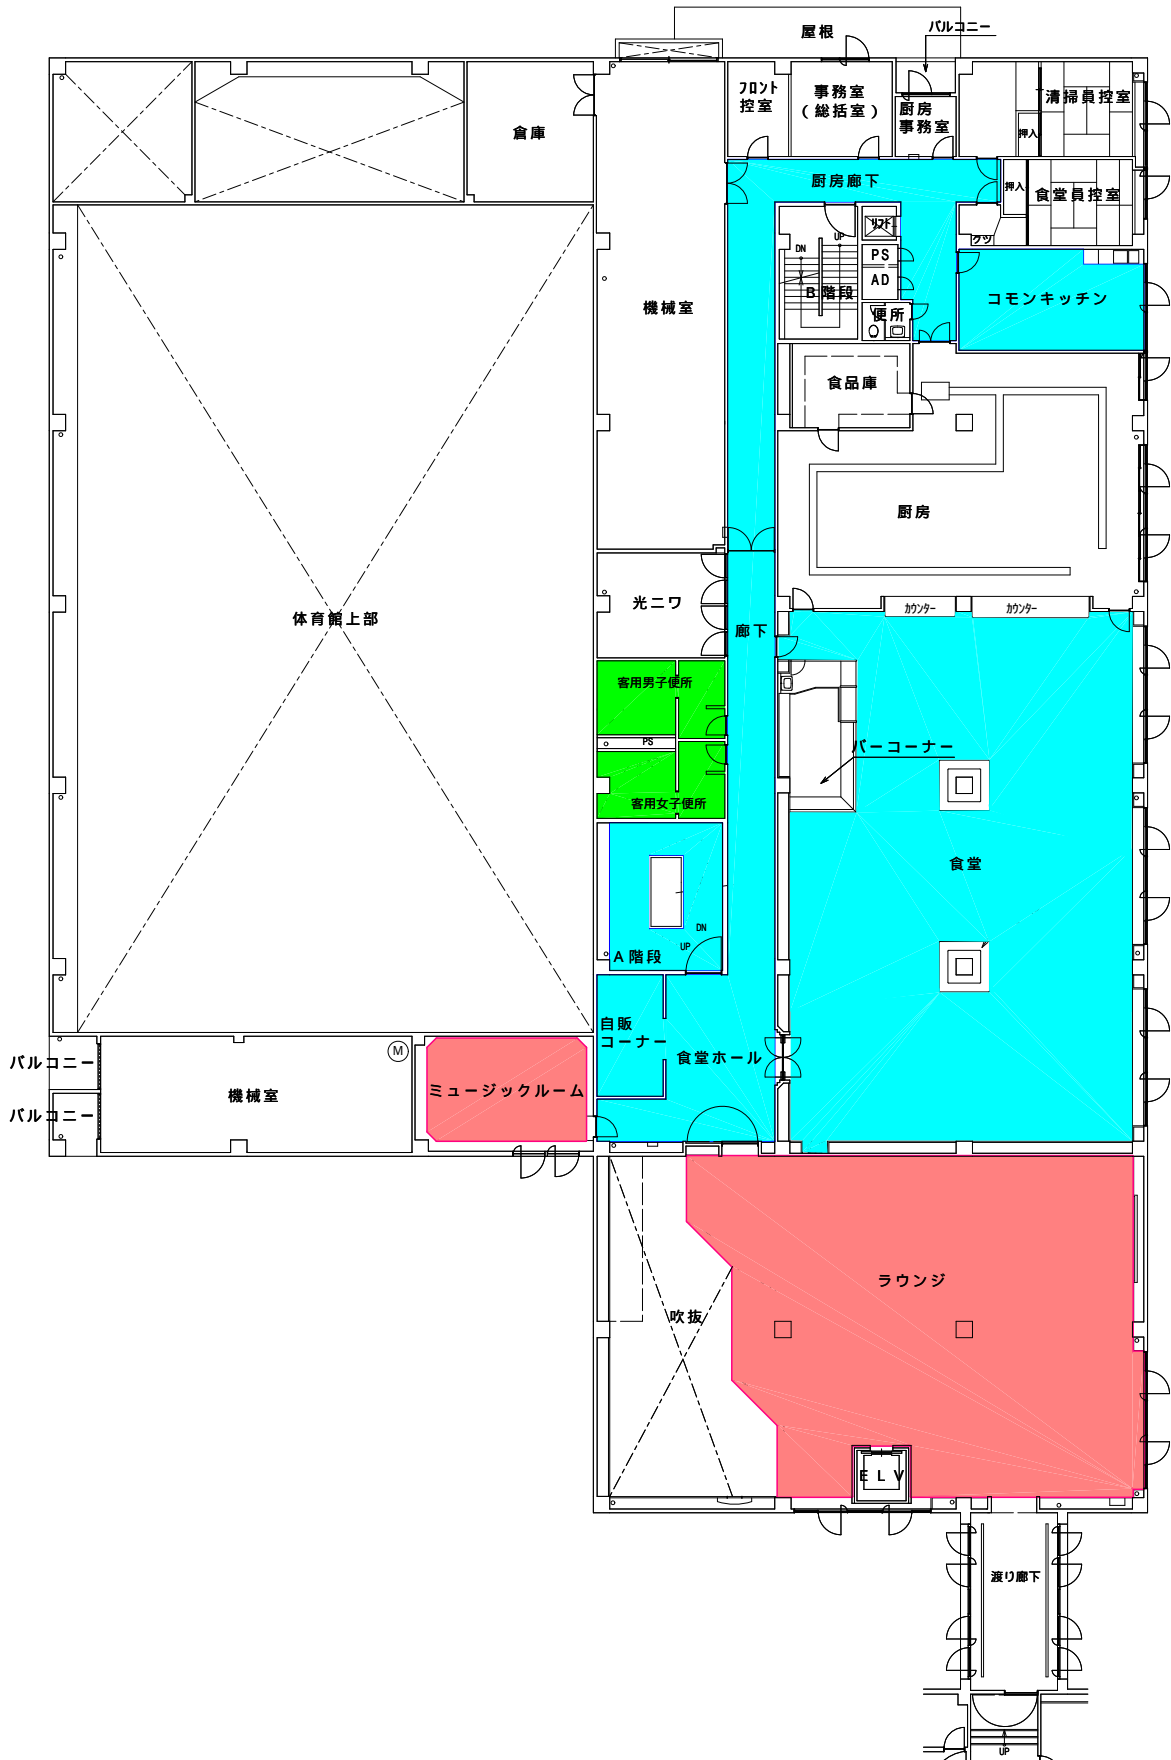 屋根
バルコニー
フロント
控室
事務室
(総括室)
厨房
事務室
清掃員控室
押入
倉庫
厨房廊下
押入
食堂員控室
クツ
リフト
UP
DN
PS
AD
B階段
便所
コモンキッチン
機械室
食品庫
厨房
光ニワ
カウンター
カウンター
体育館上部
廊下
客用男子便所
PS
バーコーナー
客用女子便所
食堂
DN
UP
A階段
自販
コーナー
食堂ホール
M
バルコニー
ミュージックルーム
機械室
バルコニー
ラウンジ
吹抜
ELV
渡り廊下
UP